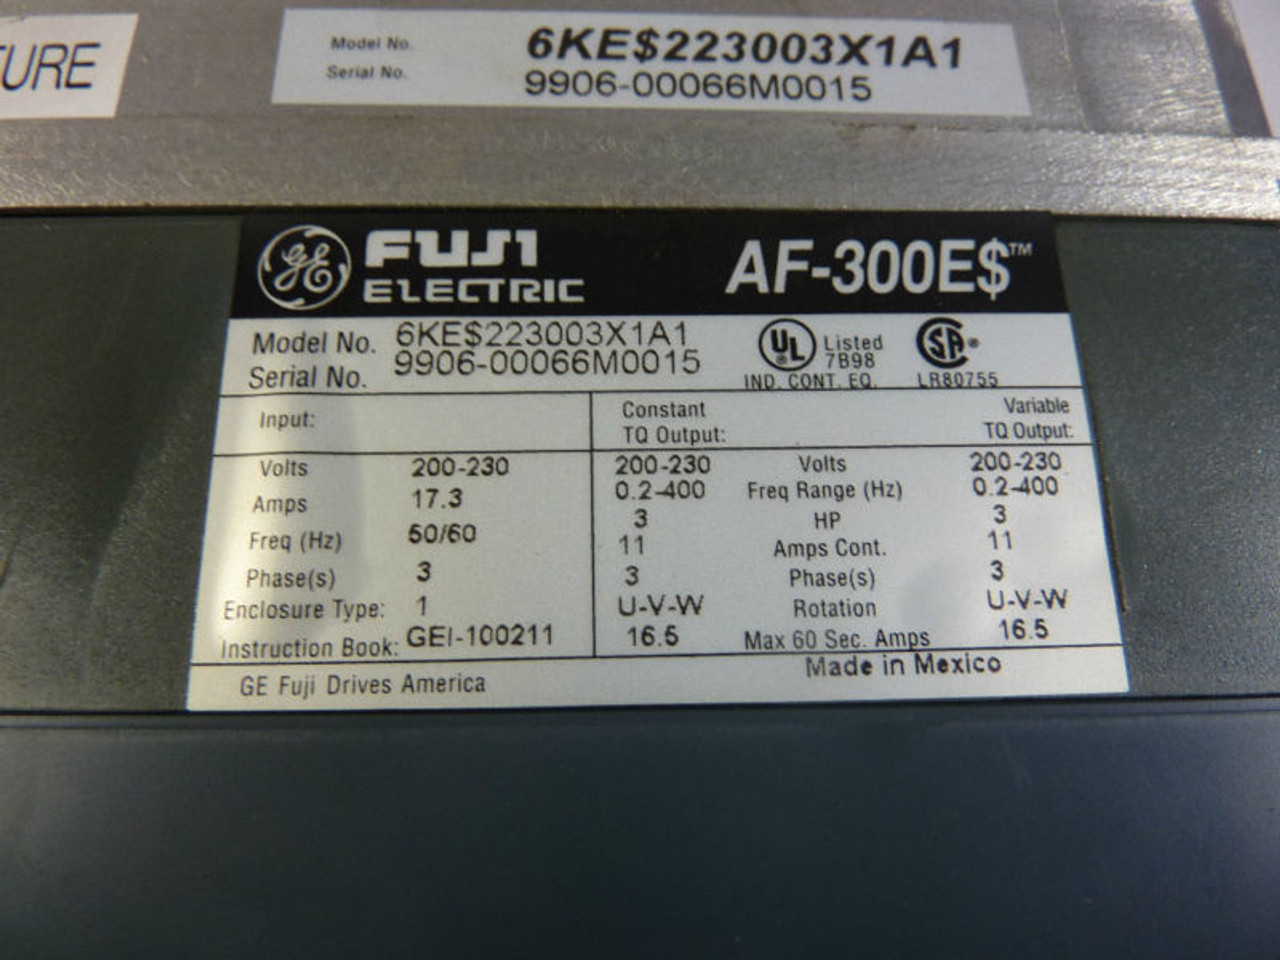 TURE
Model No. 6KE$223003X1A1
Serial No. 9906-00066M0015
GE FUJI ELECTRIC AF-300E$™
Model No. 6KE$223003X1A1
Serial No. 9906-00066M0015
UL ® Listed 7B98
IND. CONT. EQ.
SA ®
LR80755
Input: Constant TQ Output: Variable TQ Output:
Volts 200-230 200-230 Volts 200-230
Amps 17.3 0.2-400 Freq Range (Hz) 0.2-400
Freq (Hz) 50/60 3 HP 3
11 Amps Cont. 11
Phase(s) 3 3 Phase(s) 3
Enclosure Type: 1 U-V-W Rotation U-V-W
Instruction Book: GEI-100211 16.5 Max 60 Sec. Amps 16.5
GE Fuji Drives America Made in Mexico